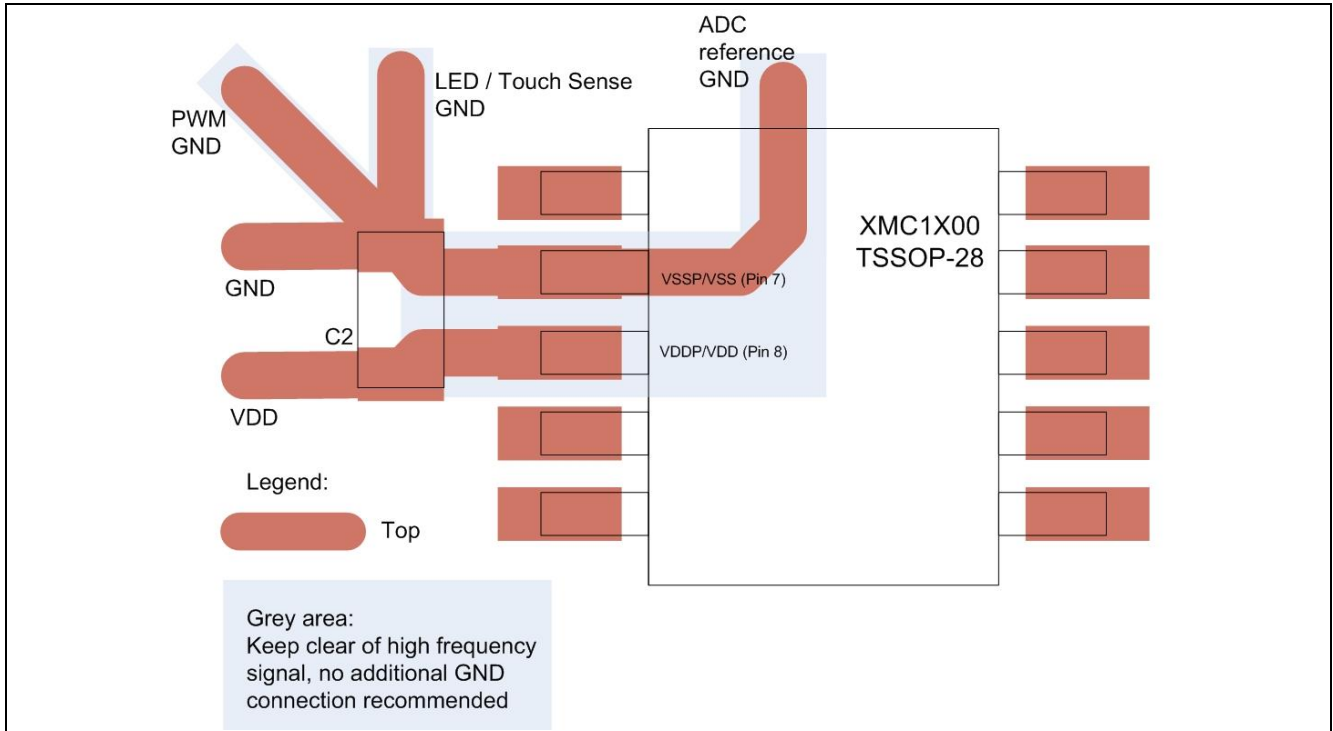 ADC
reference
GND
LED / Touch Sense
GND
PWM
GND
XMC1X00
TSSOP-28
VSSP/VSS (Pin 7)
GND
C2
VDDP/VDD (Pin 8)
VDD
Legend:
Top
Grey area:
Keep clear of high frequency
signal, no additional GND
connection recommended